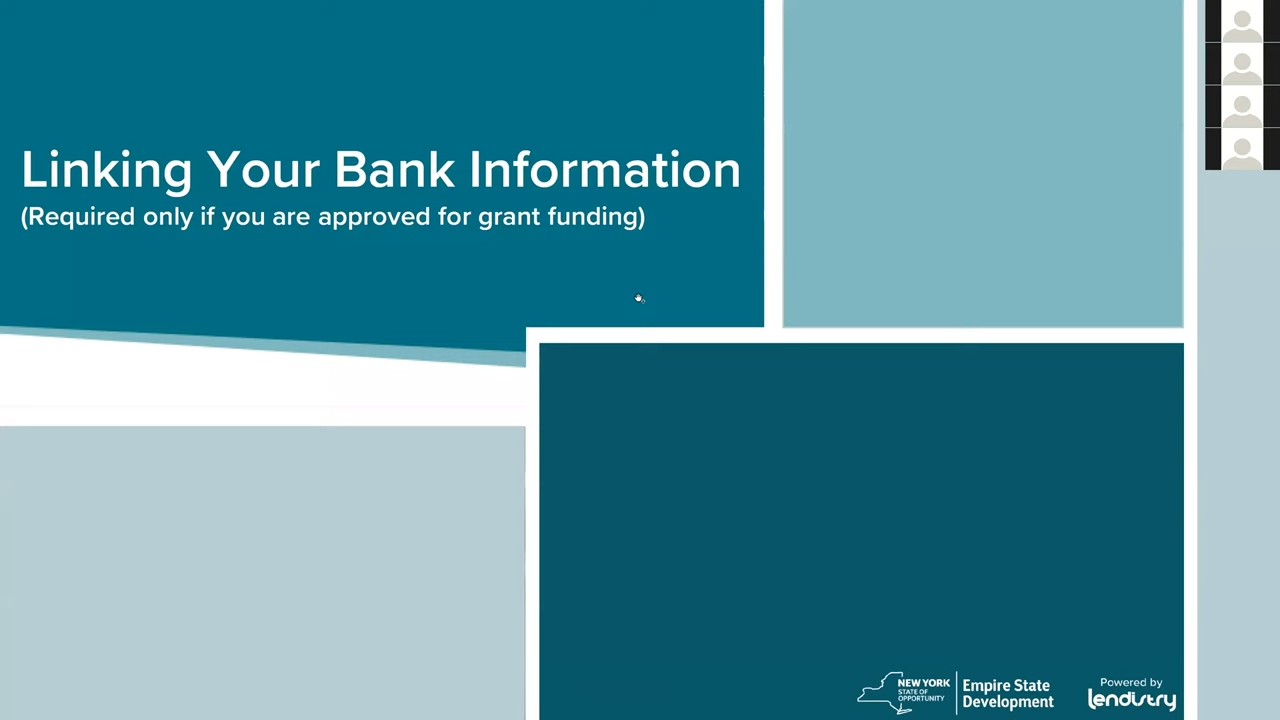 Linking Your Bank Information
(Required only if you are approved for grant funding)
NEW YORK
STATE OF
OPPORTUNITY
Empire State
Development
Powered by
lendistry